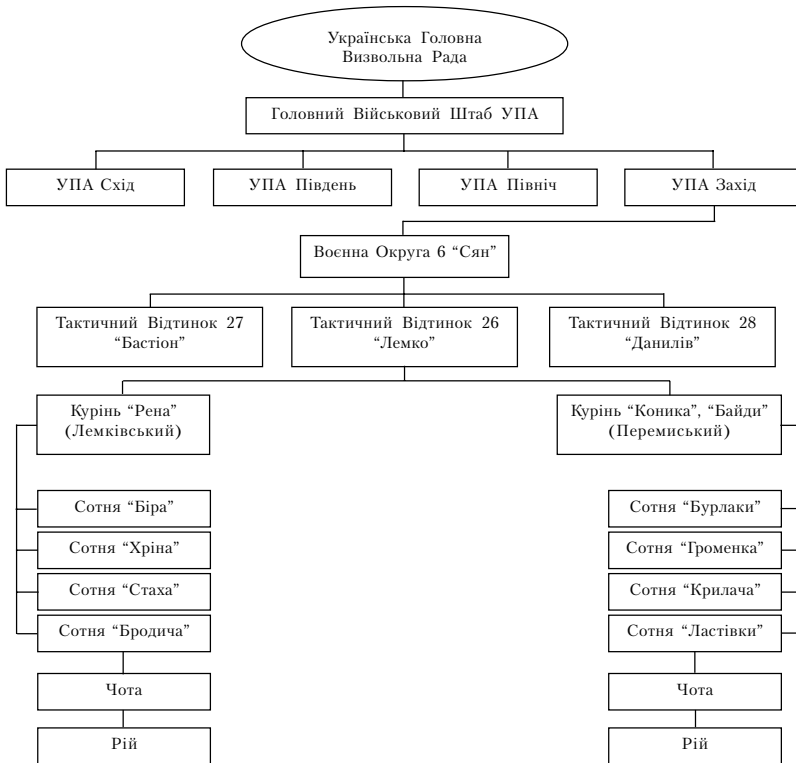 Українська Головна
Визвольна Рада
Головний Військовий Штаб УПА
УПА Схід
УПА Південь
УПА Північ
УПА Захід
Воєнна Округа 6 “Сян”
Тактичний Відтинок 27
“Бастіон”
Тактичний Відтинок 26
“Лемко”
Тактичний Відтинок 28
“Данилів”
Курінь “Рена”
(Лемківський)
Курінь “Коника”, “Байди”
(Перемиський)
Сотня “Біра”
Сотня “Хріна”
Сотня “Стаха”
Сотня “Бродича”
Чота
Рій
Сотня “Бурлаки”
Сотня “Громенка”
Сотня “Крилача”
Сотня “Ластівки”
Чота
Рій